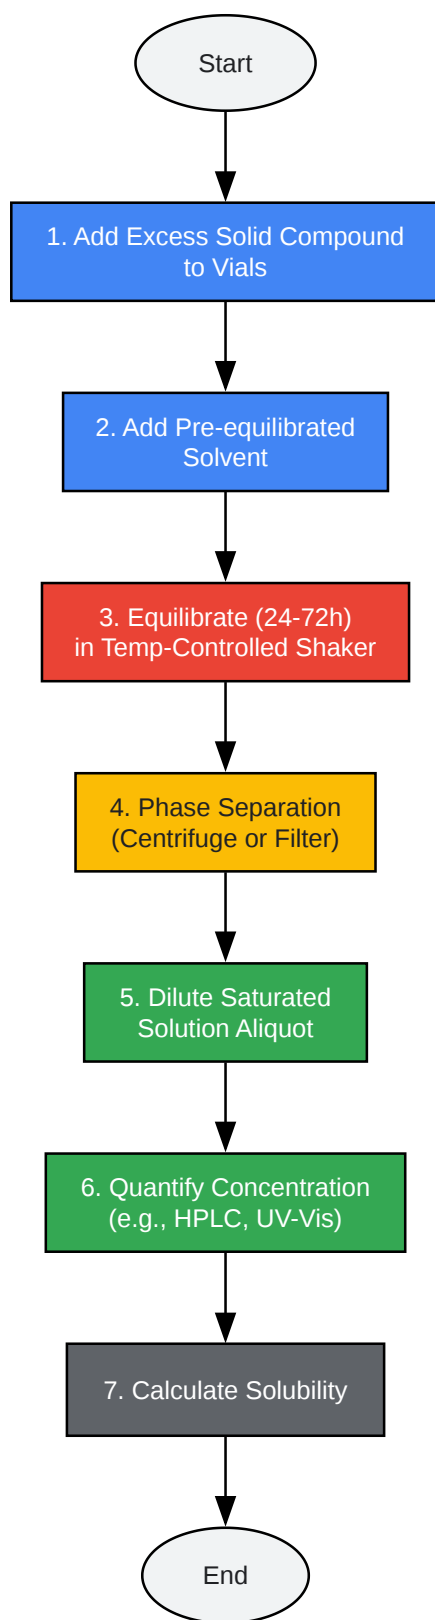 Start
1. Add Excess Solid Compound
to Vials
2. Add Pre-equilibrated
Solvent
3. Equilibrate (24-72h)
in Temp-Controlled Shaker
4. Phase Separation
(Centrifuge or Filter)
5. Dilute Saturated
Solution Aliquot
6. Quantify Concentration
(e.g., HPLC, UV-Vis)
7. Calculate Solubility
End